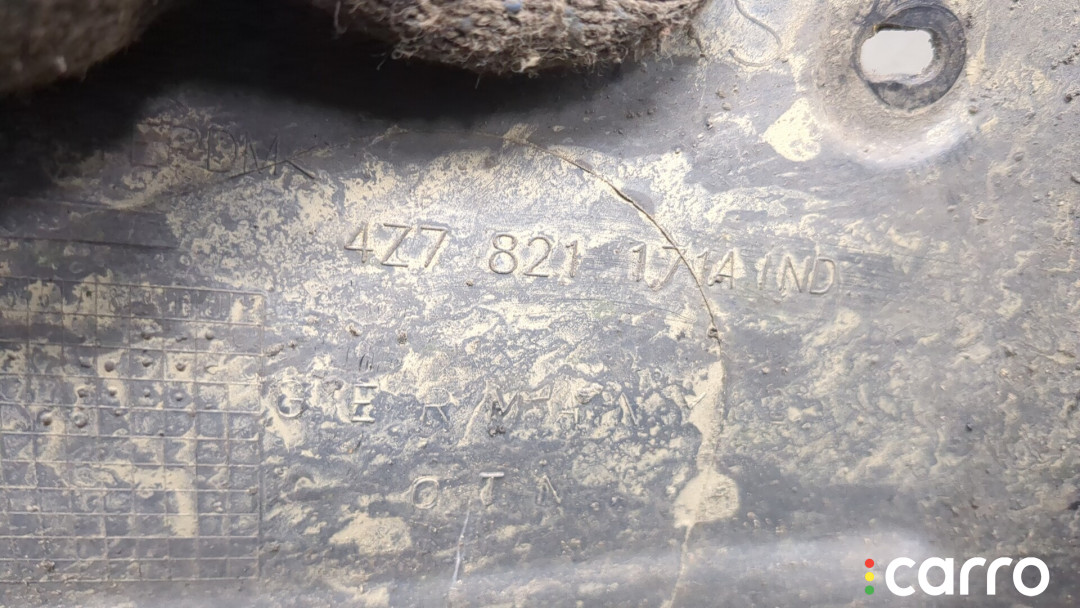 4Z7 821 171A IND
GERMANY
carro